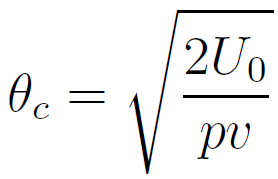 θ_c = √(2U_0 / pv)